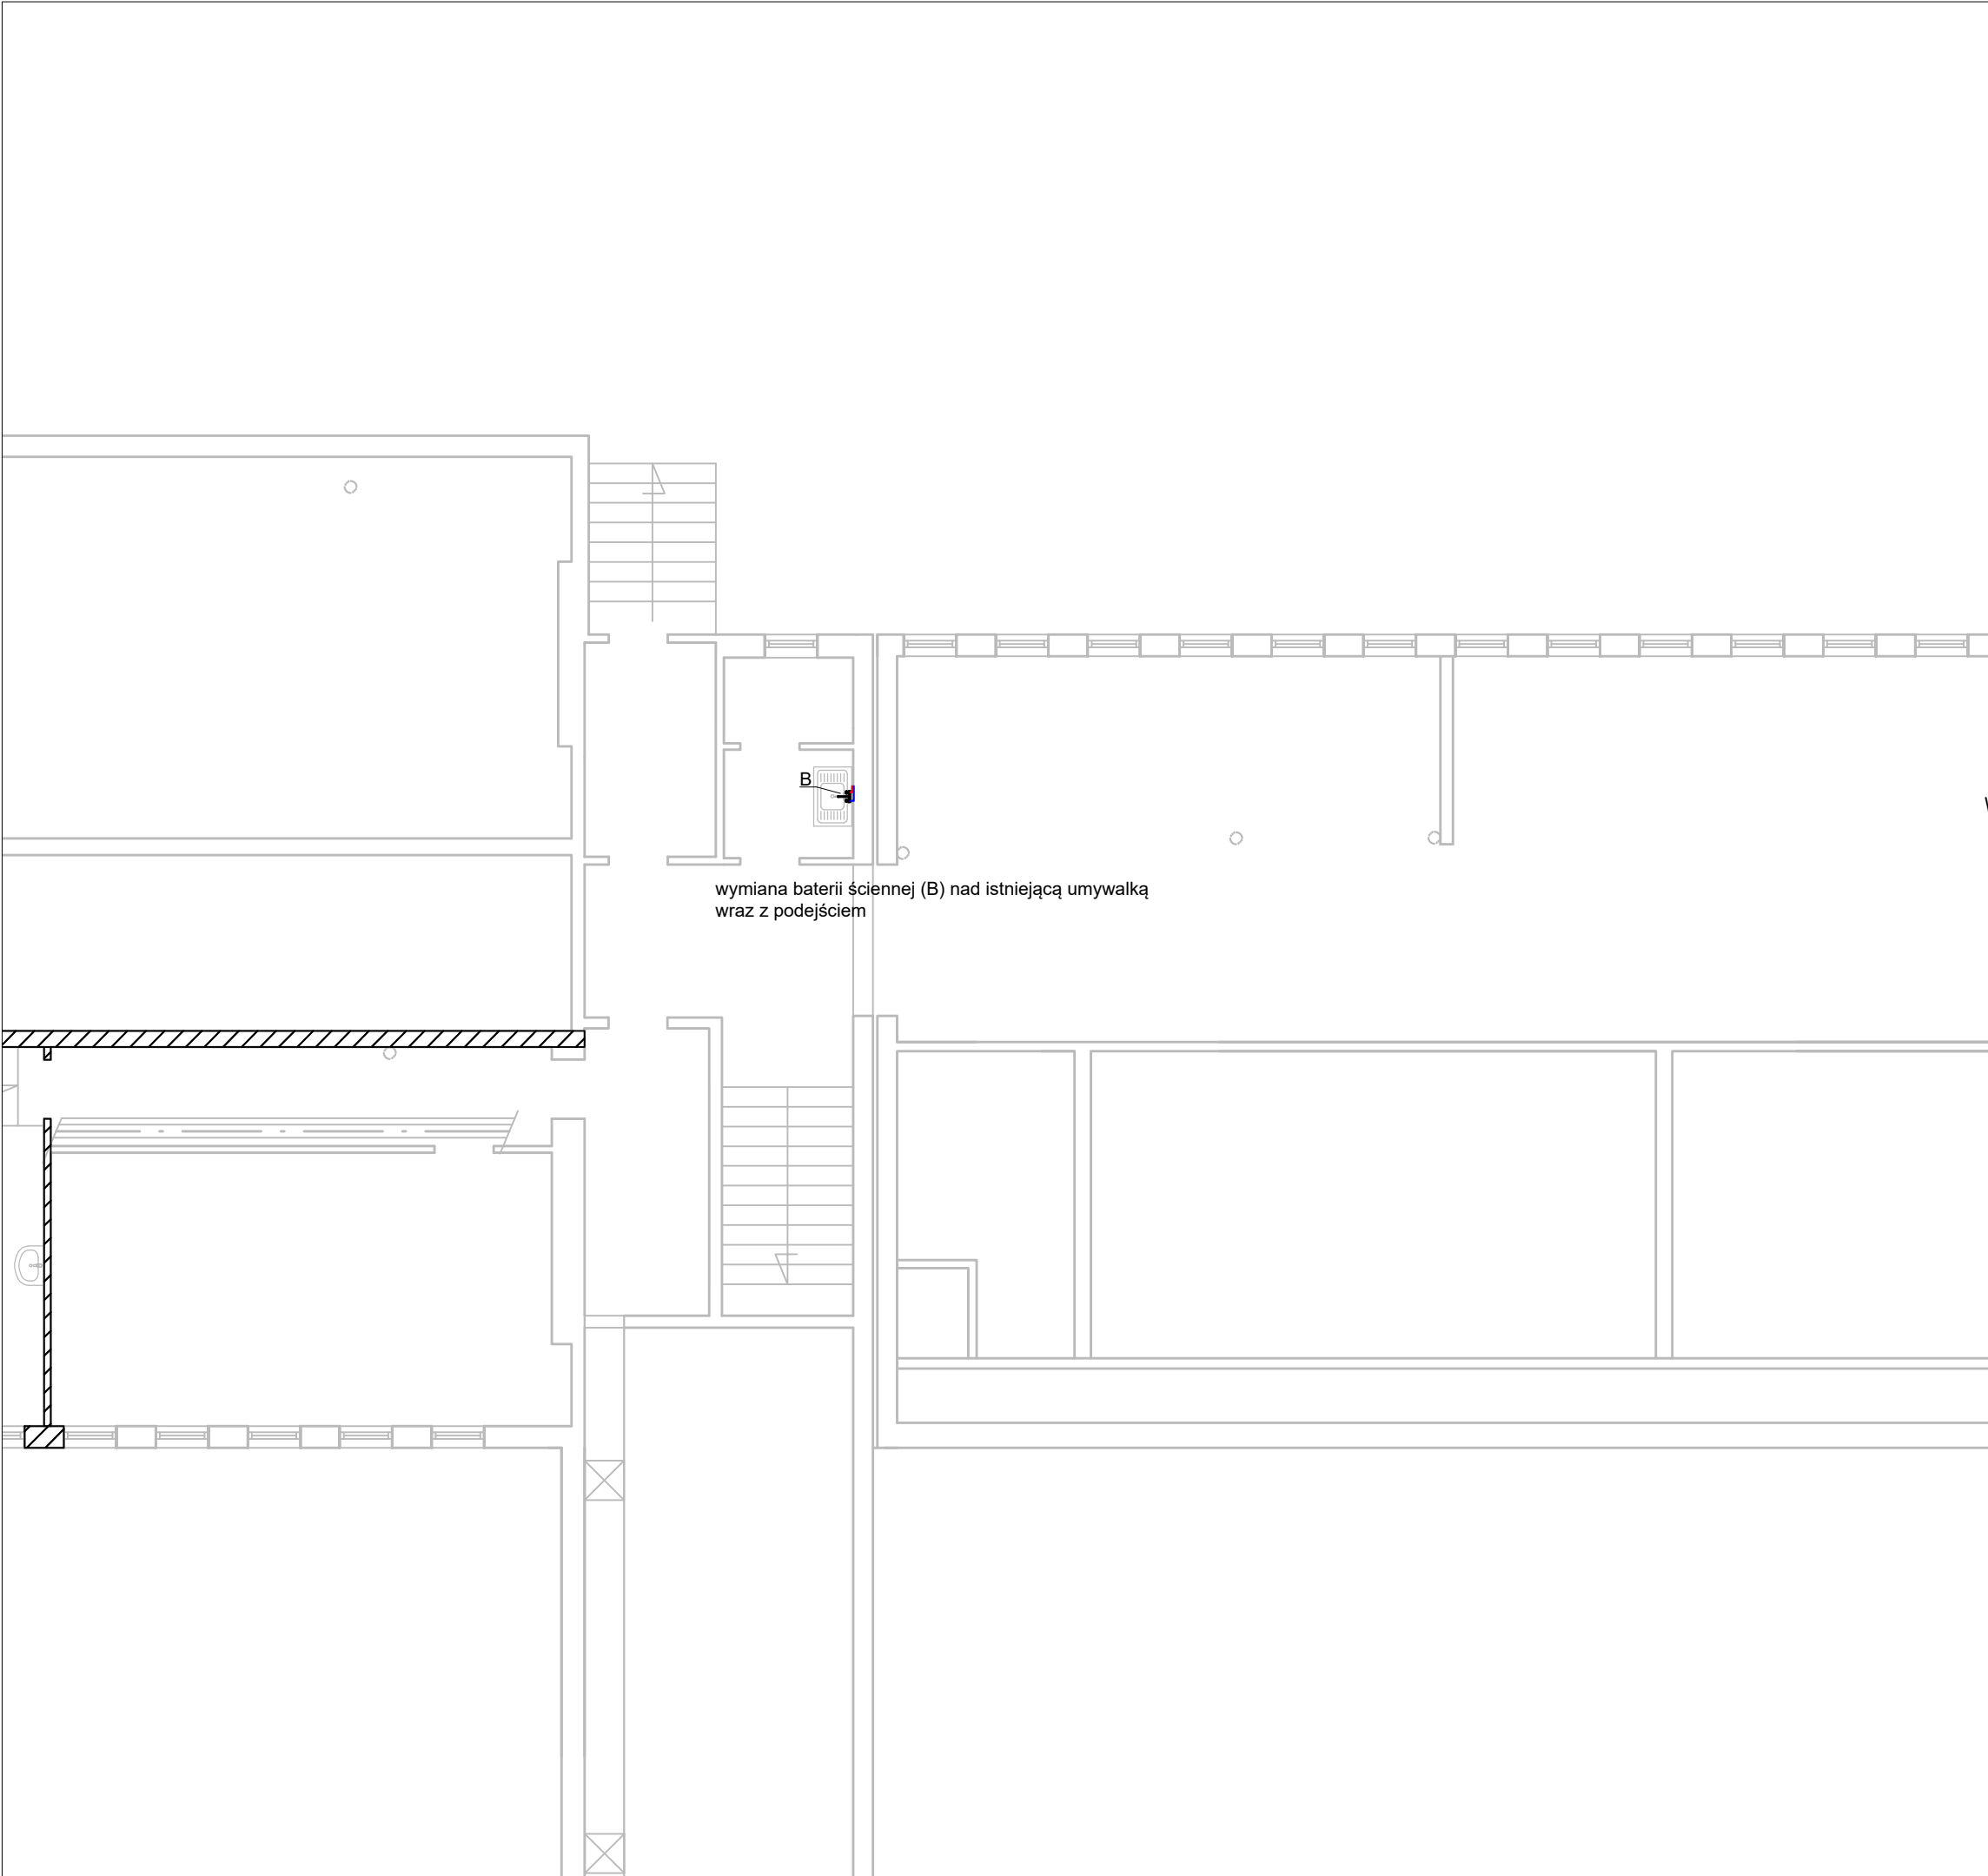 B
wymiana baterii ściennej (B) nad istniejącą umywalką
wraz z podejściem